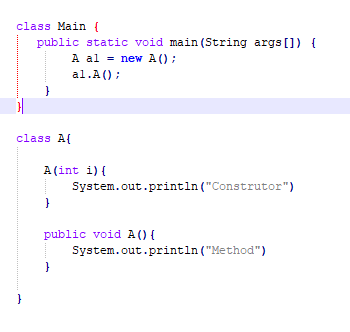 class Main {
public static void main(String args[]) {
A a1 = new A();
a1.A();
}
}
class A{
A(int i){
System.out.println("Construtor")
}
public void A(){
System.out.println("Method")
}
}